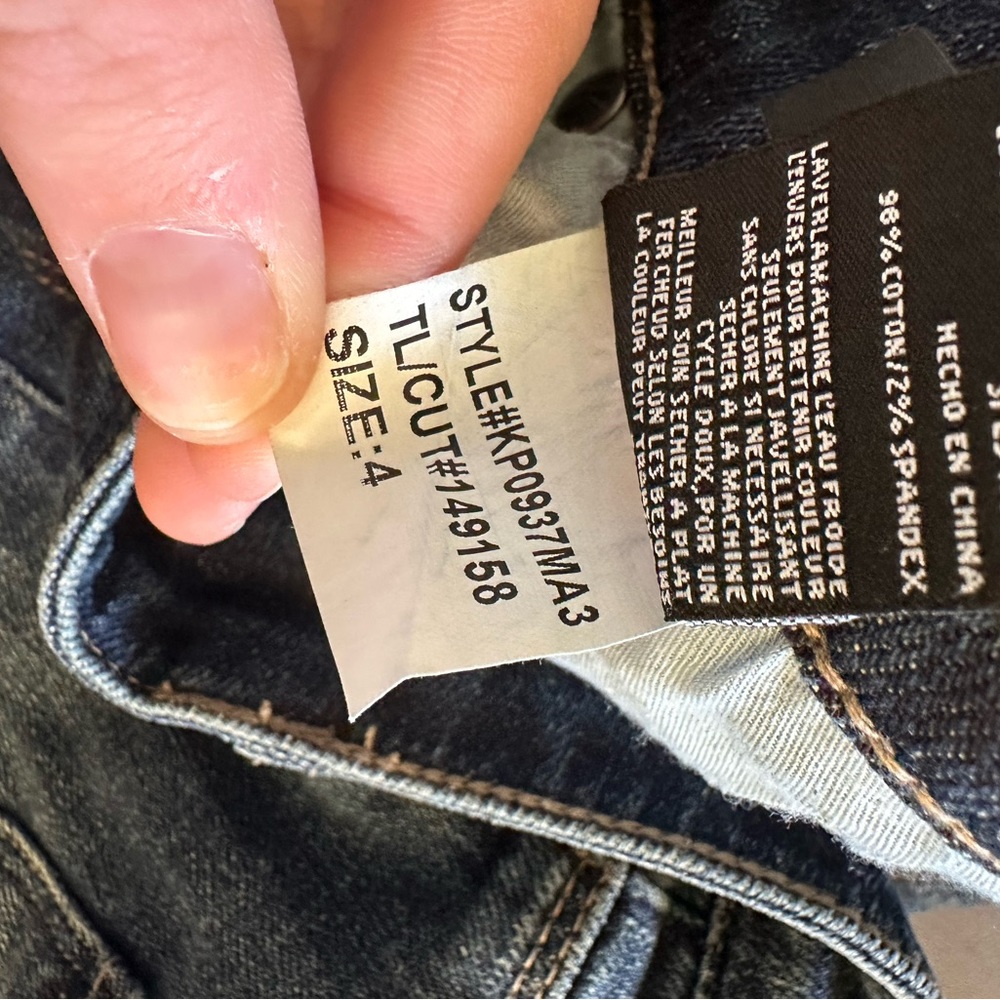 HECHO EN CHINA
98%COTON/2%SPANDEX
LAVERLAMACHINE L'EAU FROIDE
L'ENVERS POUR RETENIR COULEUR
SEULEMENT JAVELLISANT
SANS CHLORE SI NECESSAIRE
SECHER A LA MACHINE
CYCLE DOUX. POR UN
MEILLEUR SOIN SECHER A PLAT
FER CHEUD SELON LES BESOINS
LA COULEUR PEUT
STYLE#KP0937MA3
TL/CUT#149158
SIZE:4